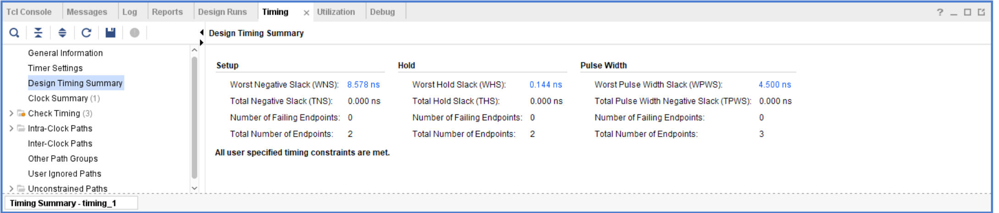 Tcl Console Messages Log Reports Design Runs Timing × Utilization Debug ?
Design Timing Summary
General Information
Timer Settings
Design Timing Summary
Clock Summary (1)
Check Timing (3)
Intra-Clock Paths
Inter-Clock Paths
Other Path Groups
User Ignored Paths
Unconstrained Paths
Setup Hold Pulse Width
Worst Negative Slack (WNS): 8.578 ns Worst Hold Slack (WHS): 0.144 ns Worst Pulse Width Slack (WPWS): 4.500 ns
Total Negative Slack (TNS): 0.000 ns Total Hold Slack (THS): 0.000 ns Total Pulse Width Negative Slack (TPWS): 0.000 ns
Number of Failing Endpoints: 0 Number of Failing Endpoints: 0 Number of Failing Endpoints: 0
Total Number of Endpoints: 2 Total Number of Endpoints: 2 Total Number of Endpoints: 3
All user specified timing constraints are met.
Timing Summary - timing_1